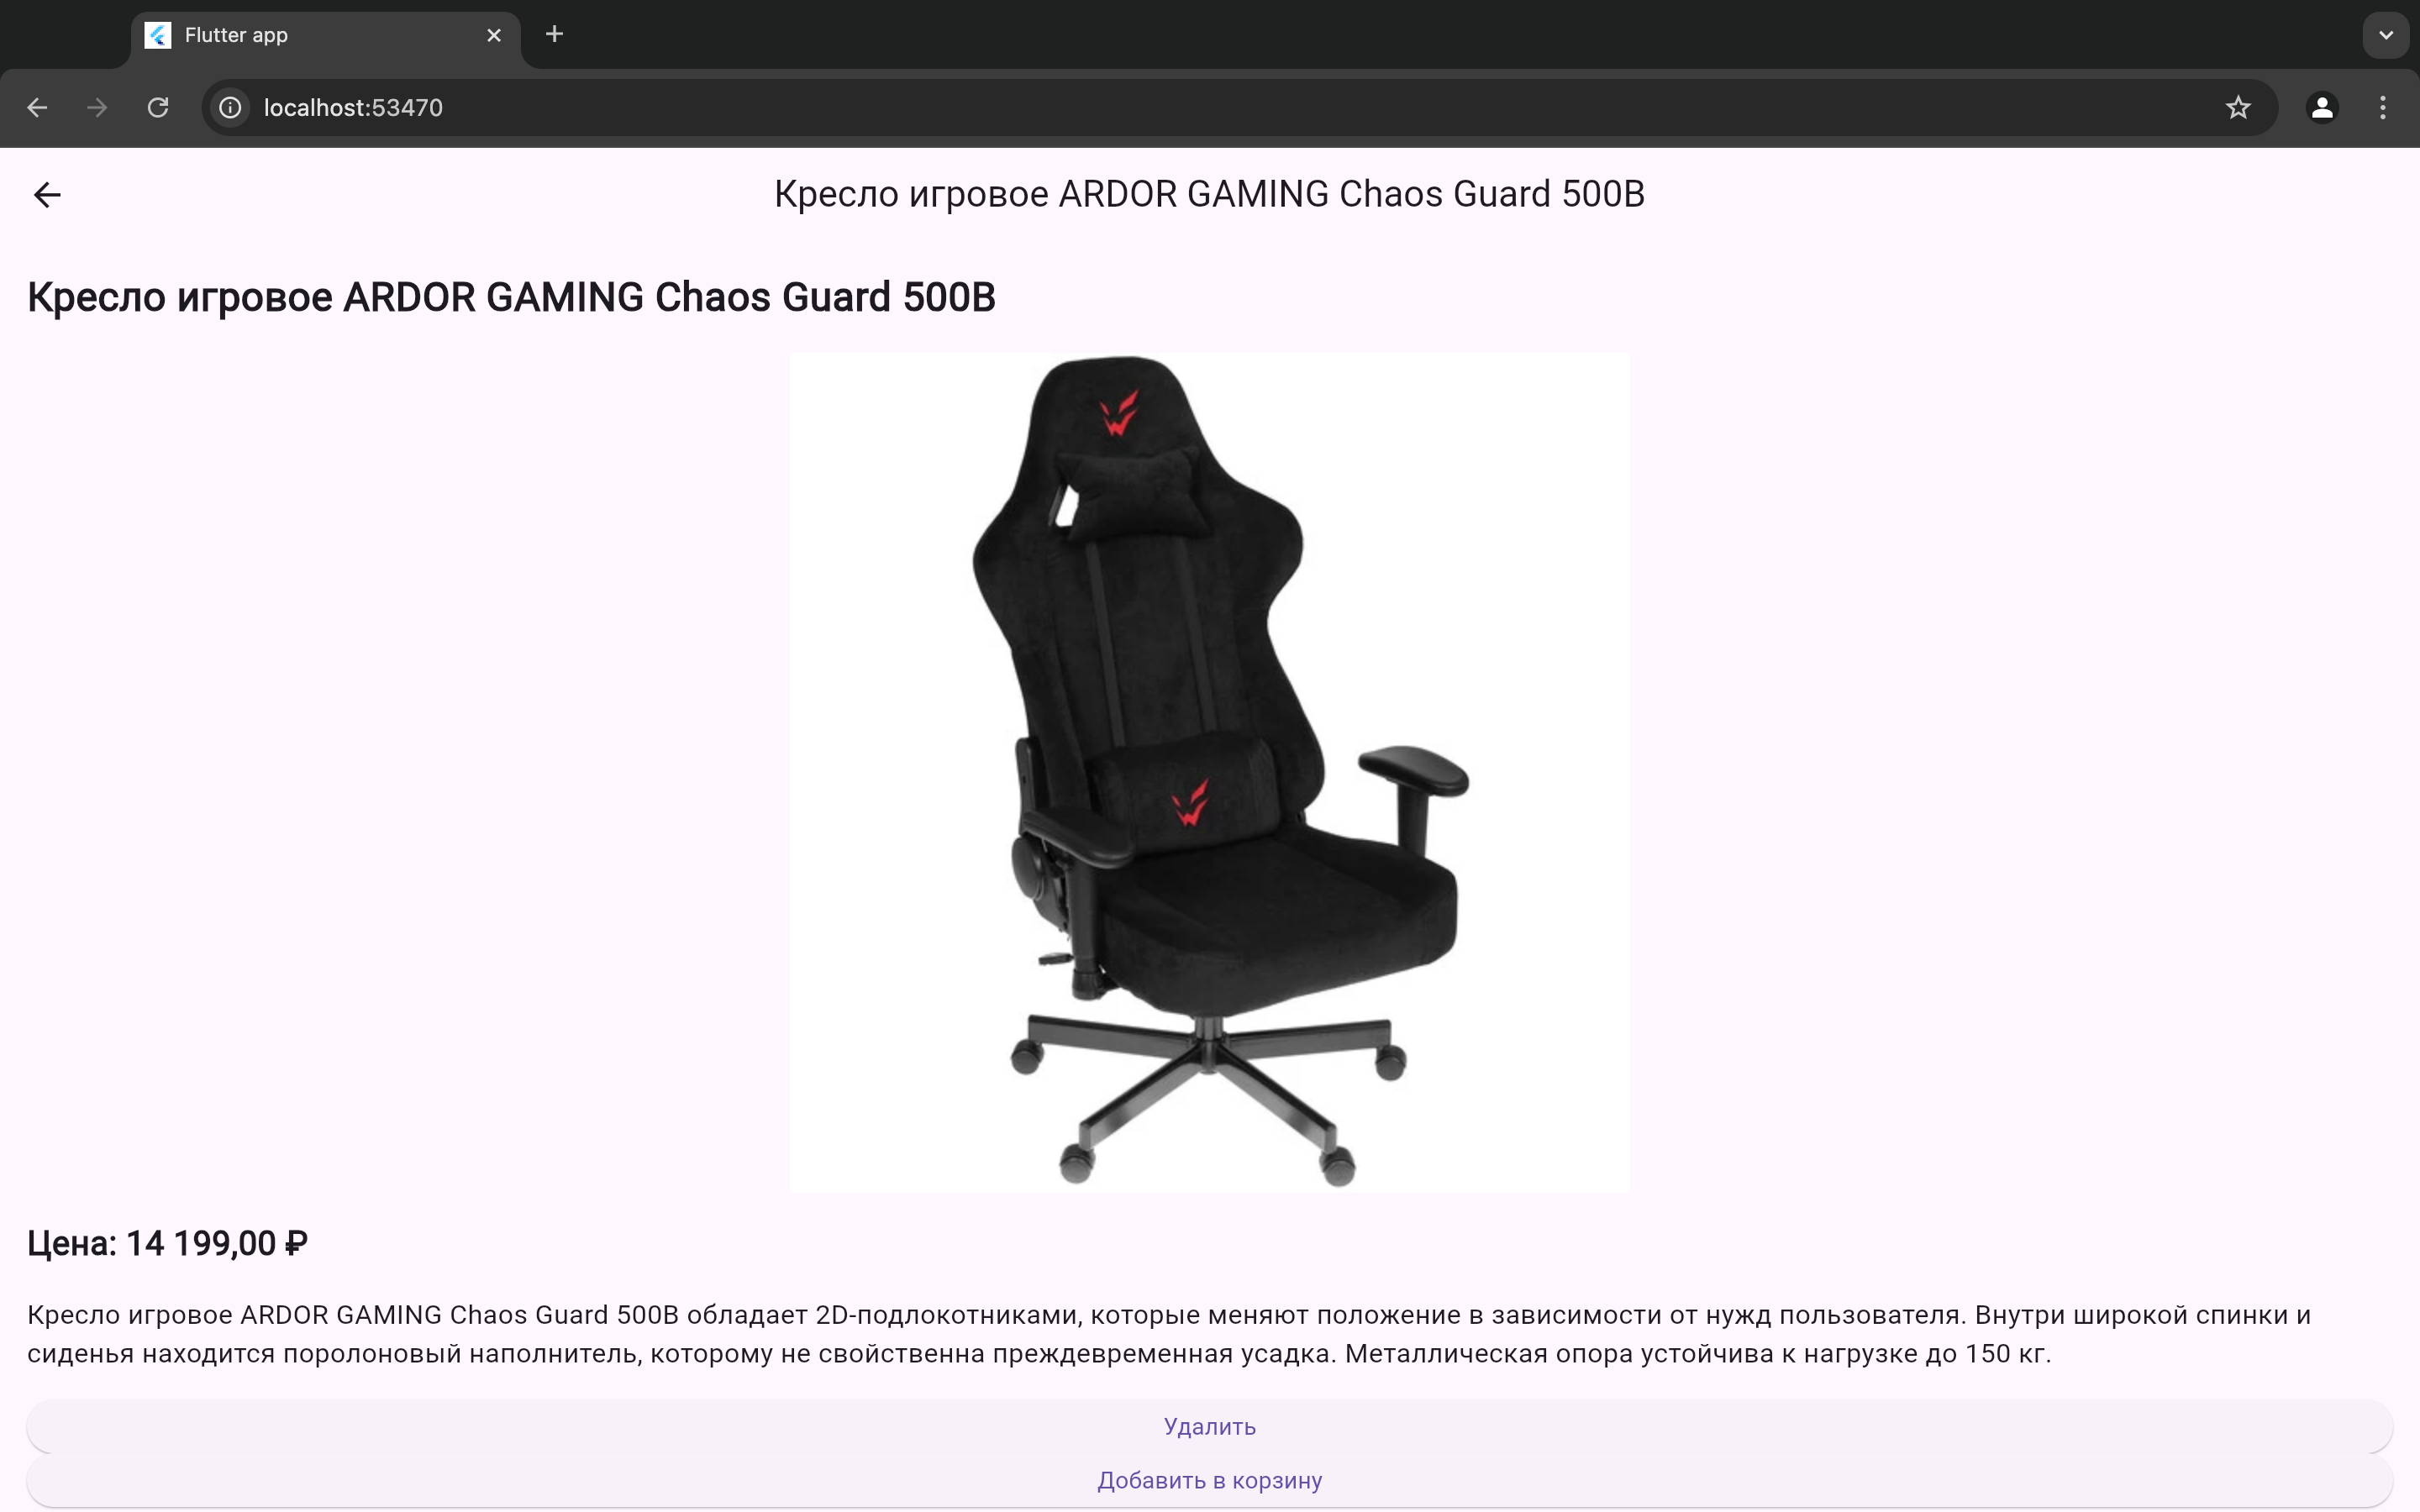 Flutter app
localhost:53470
Кресло игровое ARDOR GAMING Chaos Guard 500B
Кресло игровое ARDOR GAMING Chaos Guard 500B
Цена: 14 199,00 ₽
Кресло игровое ARDOR GAMING Chaos Guard 500B обладает 2D-подлокотниками, которые меняют положение в зависимости от нужд пользователя. Внутри широкой спинки и
сиденья находится поролоновый наполнитель, которому не свойственна преждевременная усадка. Металлическая опора устойчива к нагрузке до 150 кг.
Удалить
Добавить в корзину